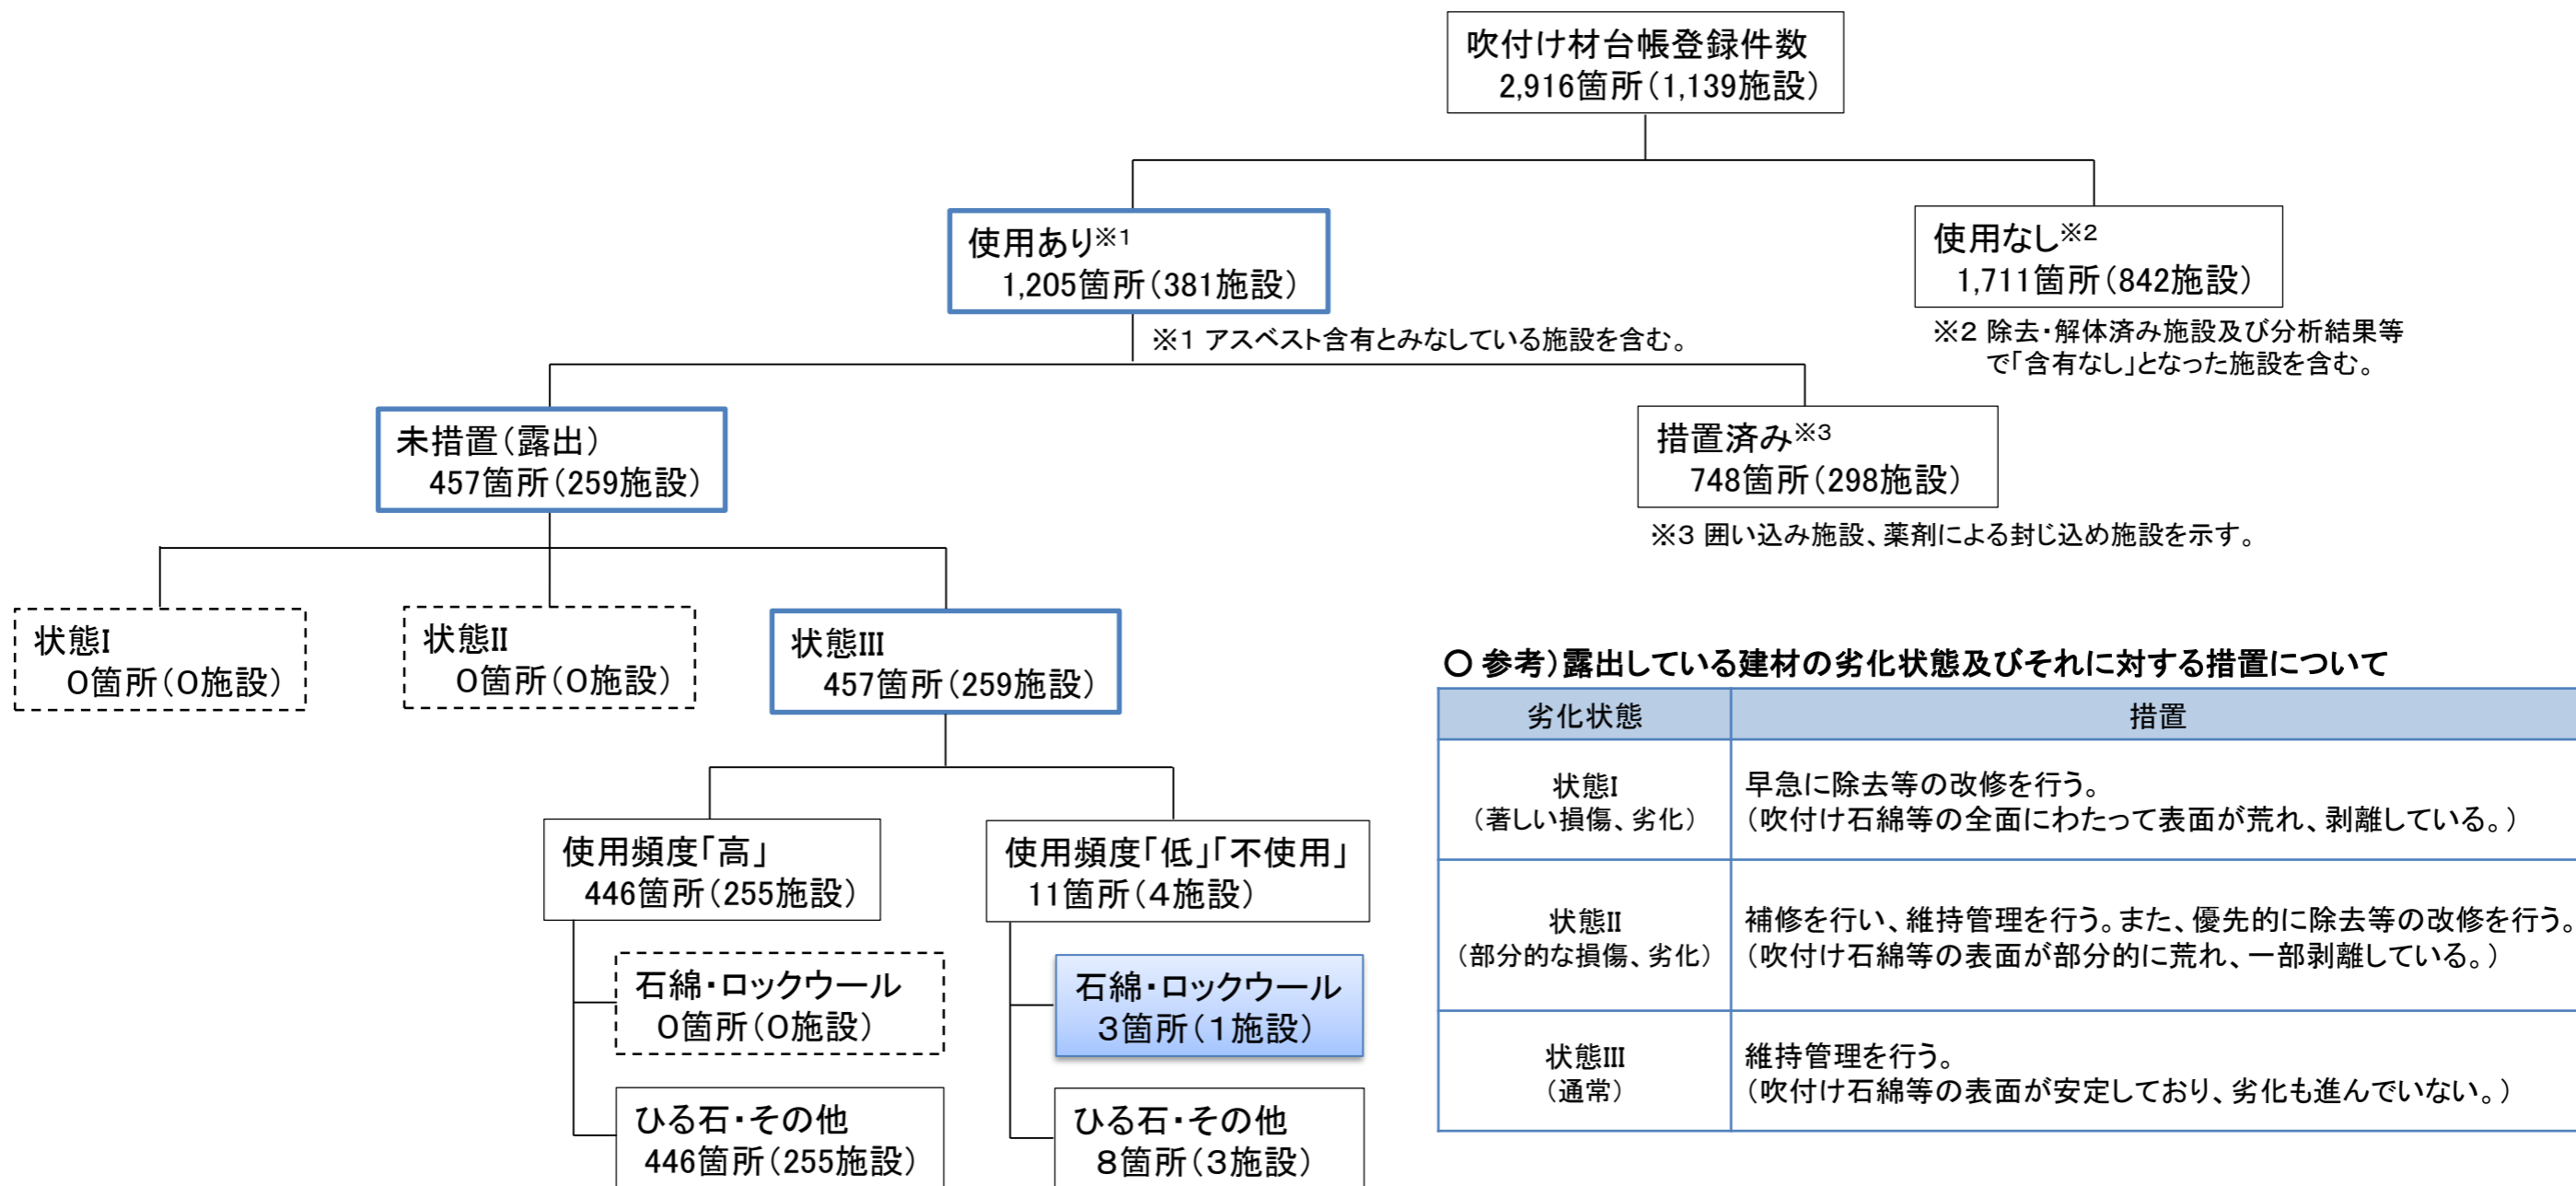 吹付け材台帳登録件数
2,916箇所(1,139施設)
使用あり※1
1,205箇所(381施設)
使用なし※2
1,711箇所(842施設)
※1 アスベスト含有とみなしている施設を含む。
※2 除去・解体済み施設及び分析結果等
で「含有なし」となった施設を含む。
未措置(露出)
457箇所(259施設)
措置済み※3
748箇所(298施設)
※3 囲い込み施設、薬剤による封じ込め施設を示す。
状態I
0箇所(0施設)
状態II
0箇所(0施設)
状態III
457箇所(259施設)
使用頻度「高」
446箇所(255施設)
使用頻度「低」「不使用」
11箇所(4施設)
石綿・ロックウール
0箇所(0施設)
石綿・ロックウール
3箇所(1施設)
ひる石・その他
446箇所(255施設)
ひる石・その他
8箇所(3施設)
○ 参考)露出している建材の劣化状態及びそれに対する措置について
劣化状態
措置
状態I
(著しい損傷、劣化)
早急に除去等の改修を行う。
(吹付け石綿等の全面にわたって表面が荒れ、剥離している。)
状態II
(部分的な損傷、劣化)
補修を行い、維持管理を行う。また、優先的に除去等の改修を行う。
(吹付け石綿等の表面が部分的に荒れ、一部剥離している。)
状態III
(通常)
維持管理を行う。
(吹付け石綿等の表面が安定しており、劣化も進んでいない。)